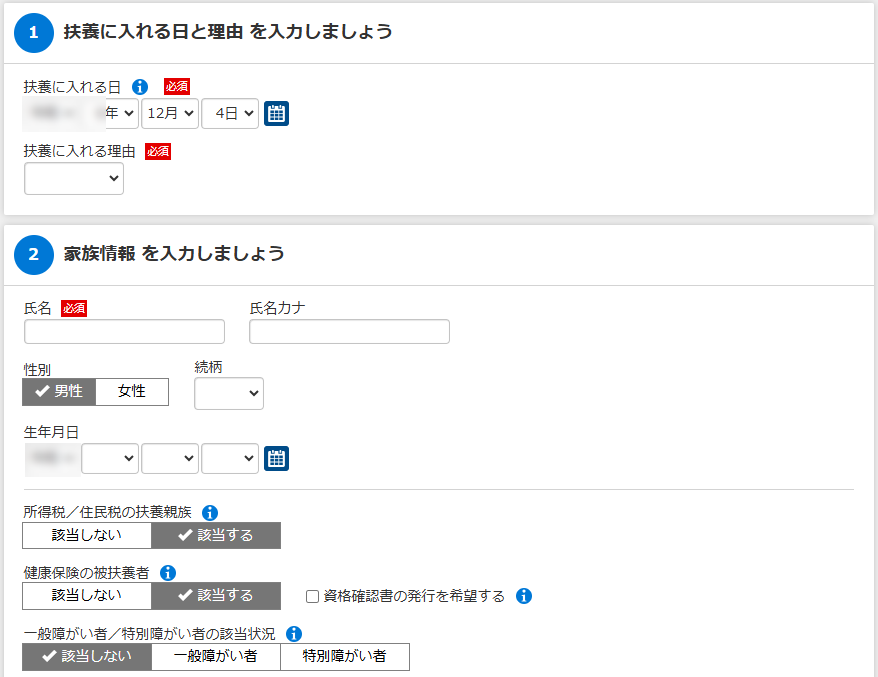 1 扶養に入れる日と理由 を入力しましょう
扶養に入れる日 必須
年 12月 4日
扶養に入れる理由 必須
2 家族情報 を入力しましょう
氏名 必須 氏名カナ
性別 続柄
男性 女性
生年月日
所得税／住民税の扶養親族
該当しない 該当する
健康保険の被扶養者
該当しない 該当する 資格確認書の発行を希望する
一般障がい者／特別障がい者の該当状況
該当しない 一般障がい者 特別障がい者